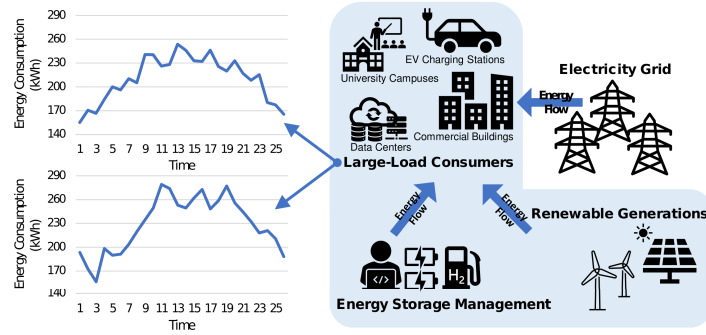 Energy Consumption
(kWh)
290
260
230
200
170
140
1 3 5 7 9 11 13 15 17 19 21 23 25
Time
Energy Consumption
(kWh)
290
260
230
200
170
140
1 3 5 7 9 11 13 15 17 19 21 23 25
Time
EV Charging Stations
University Campuses
Data Centers
Commercial Buildings
Large-Load Consumers
Electricity Grid
Energy
Flow
Energy
Flow
Energy
Flow
Renewable Generations
</>
H2
Energy Storage Management